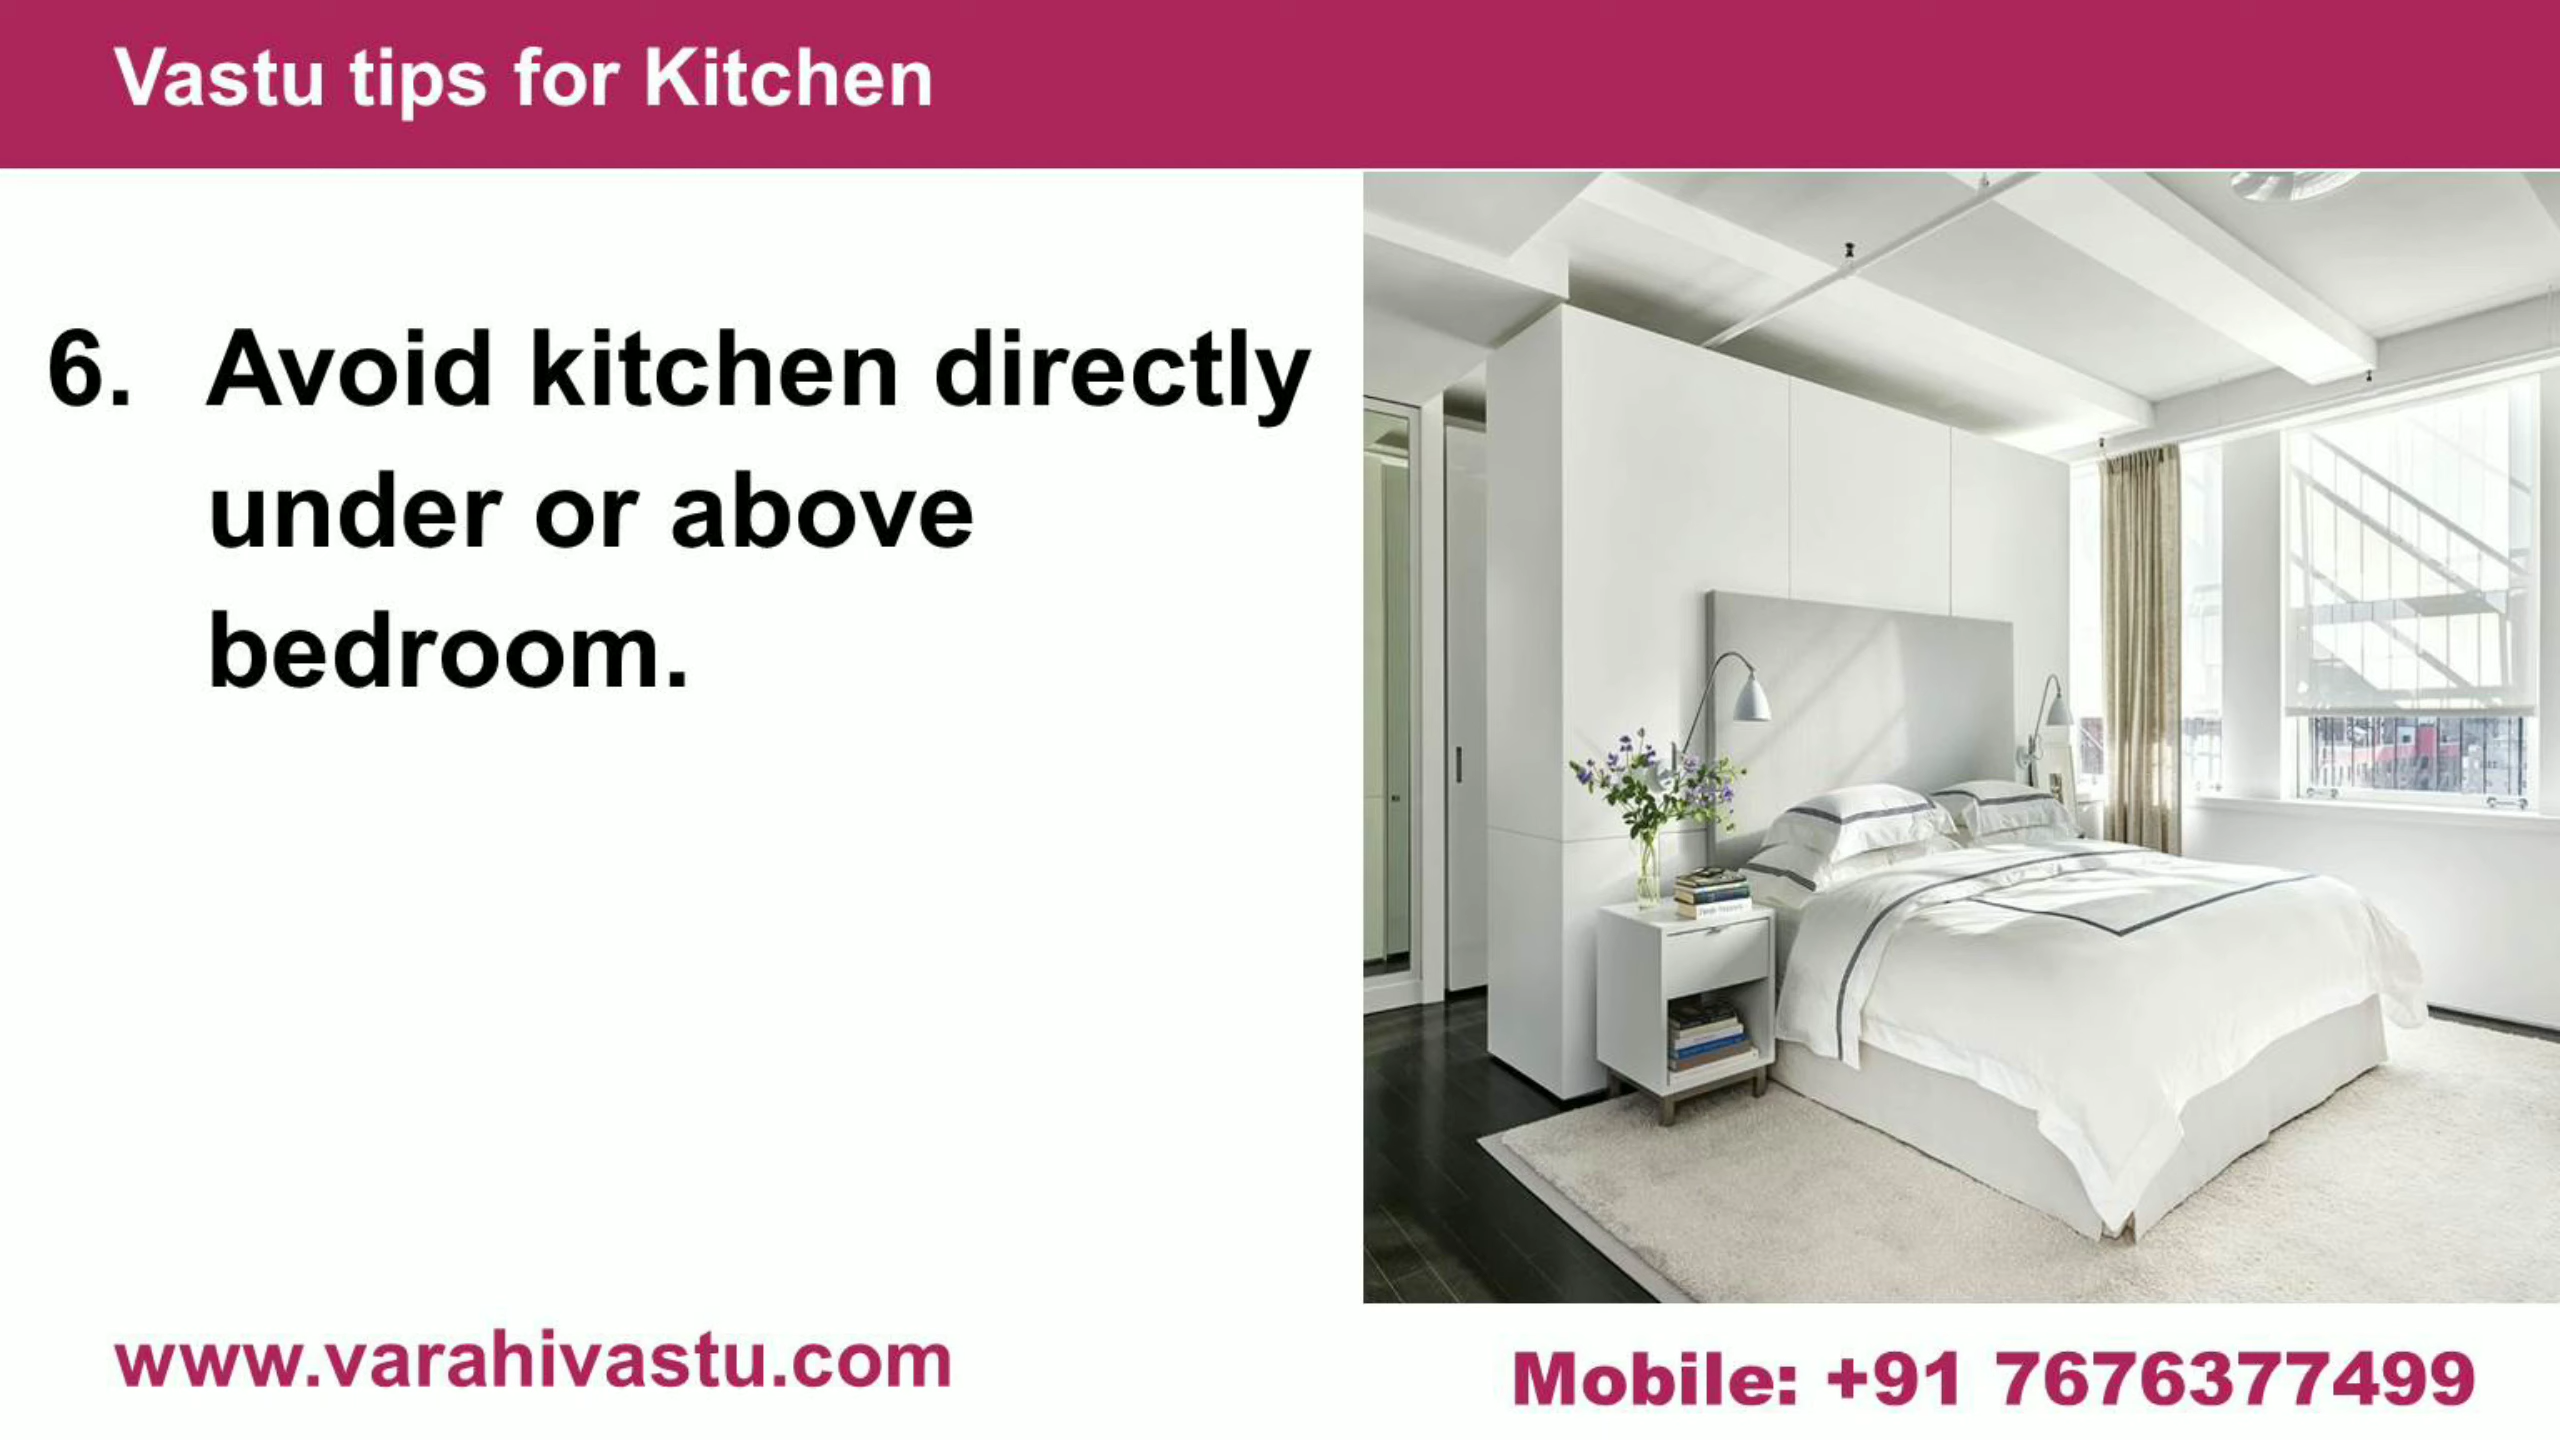 Vastu tips for Kitchen
6. Avoid kitchen directly
under or above
bedroom.
www.varahivastu.com
Mobile: +91 7676377499